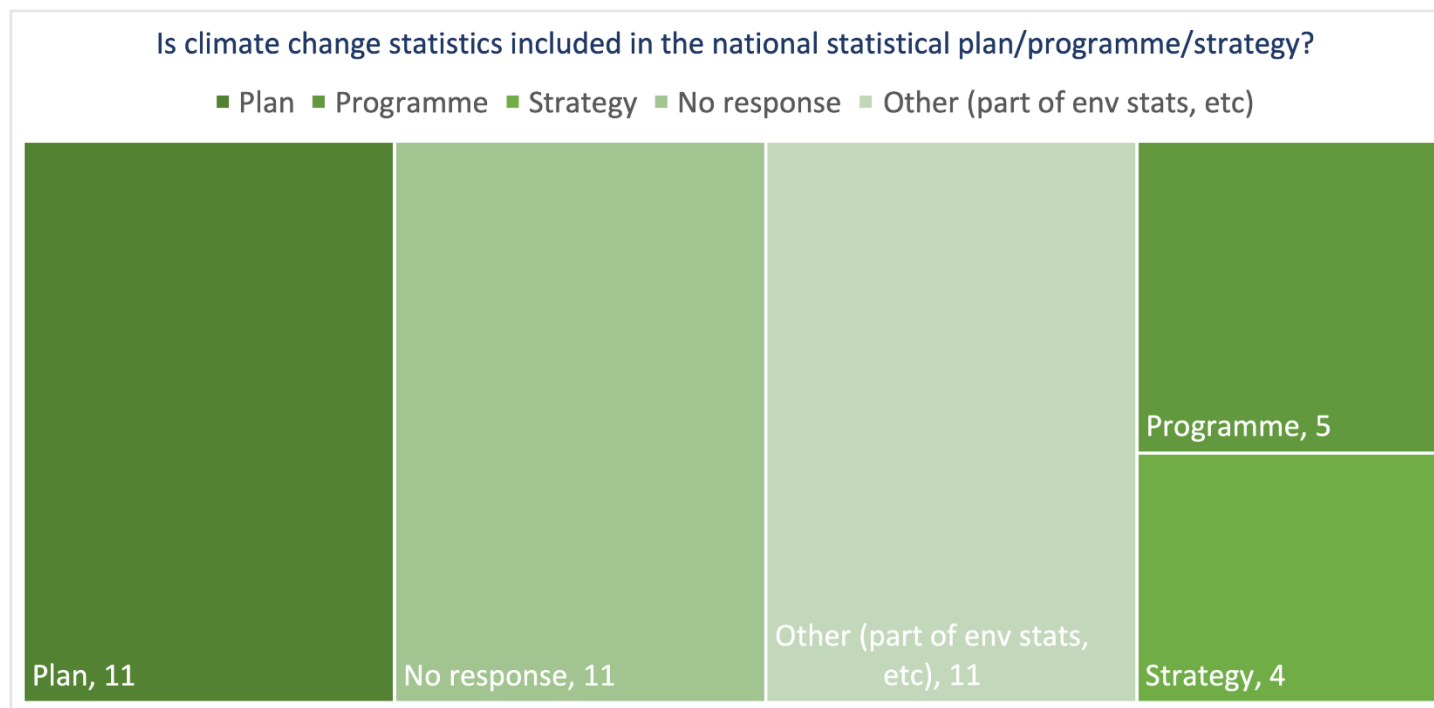 Is climate change statistics included in the national statistical plan/programme/strategy?
Plan Programme Strategy No response Other (part of env stats, etc)
Plan, 11
No response, 11
Other (part of env stats,
etc), 11
Programme, 5
Strategy, 4